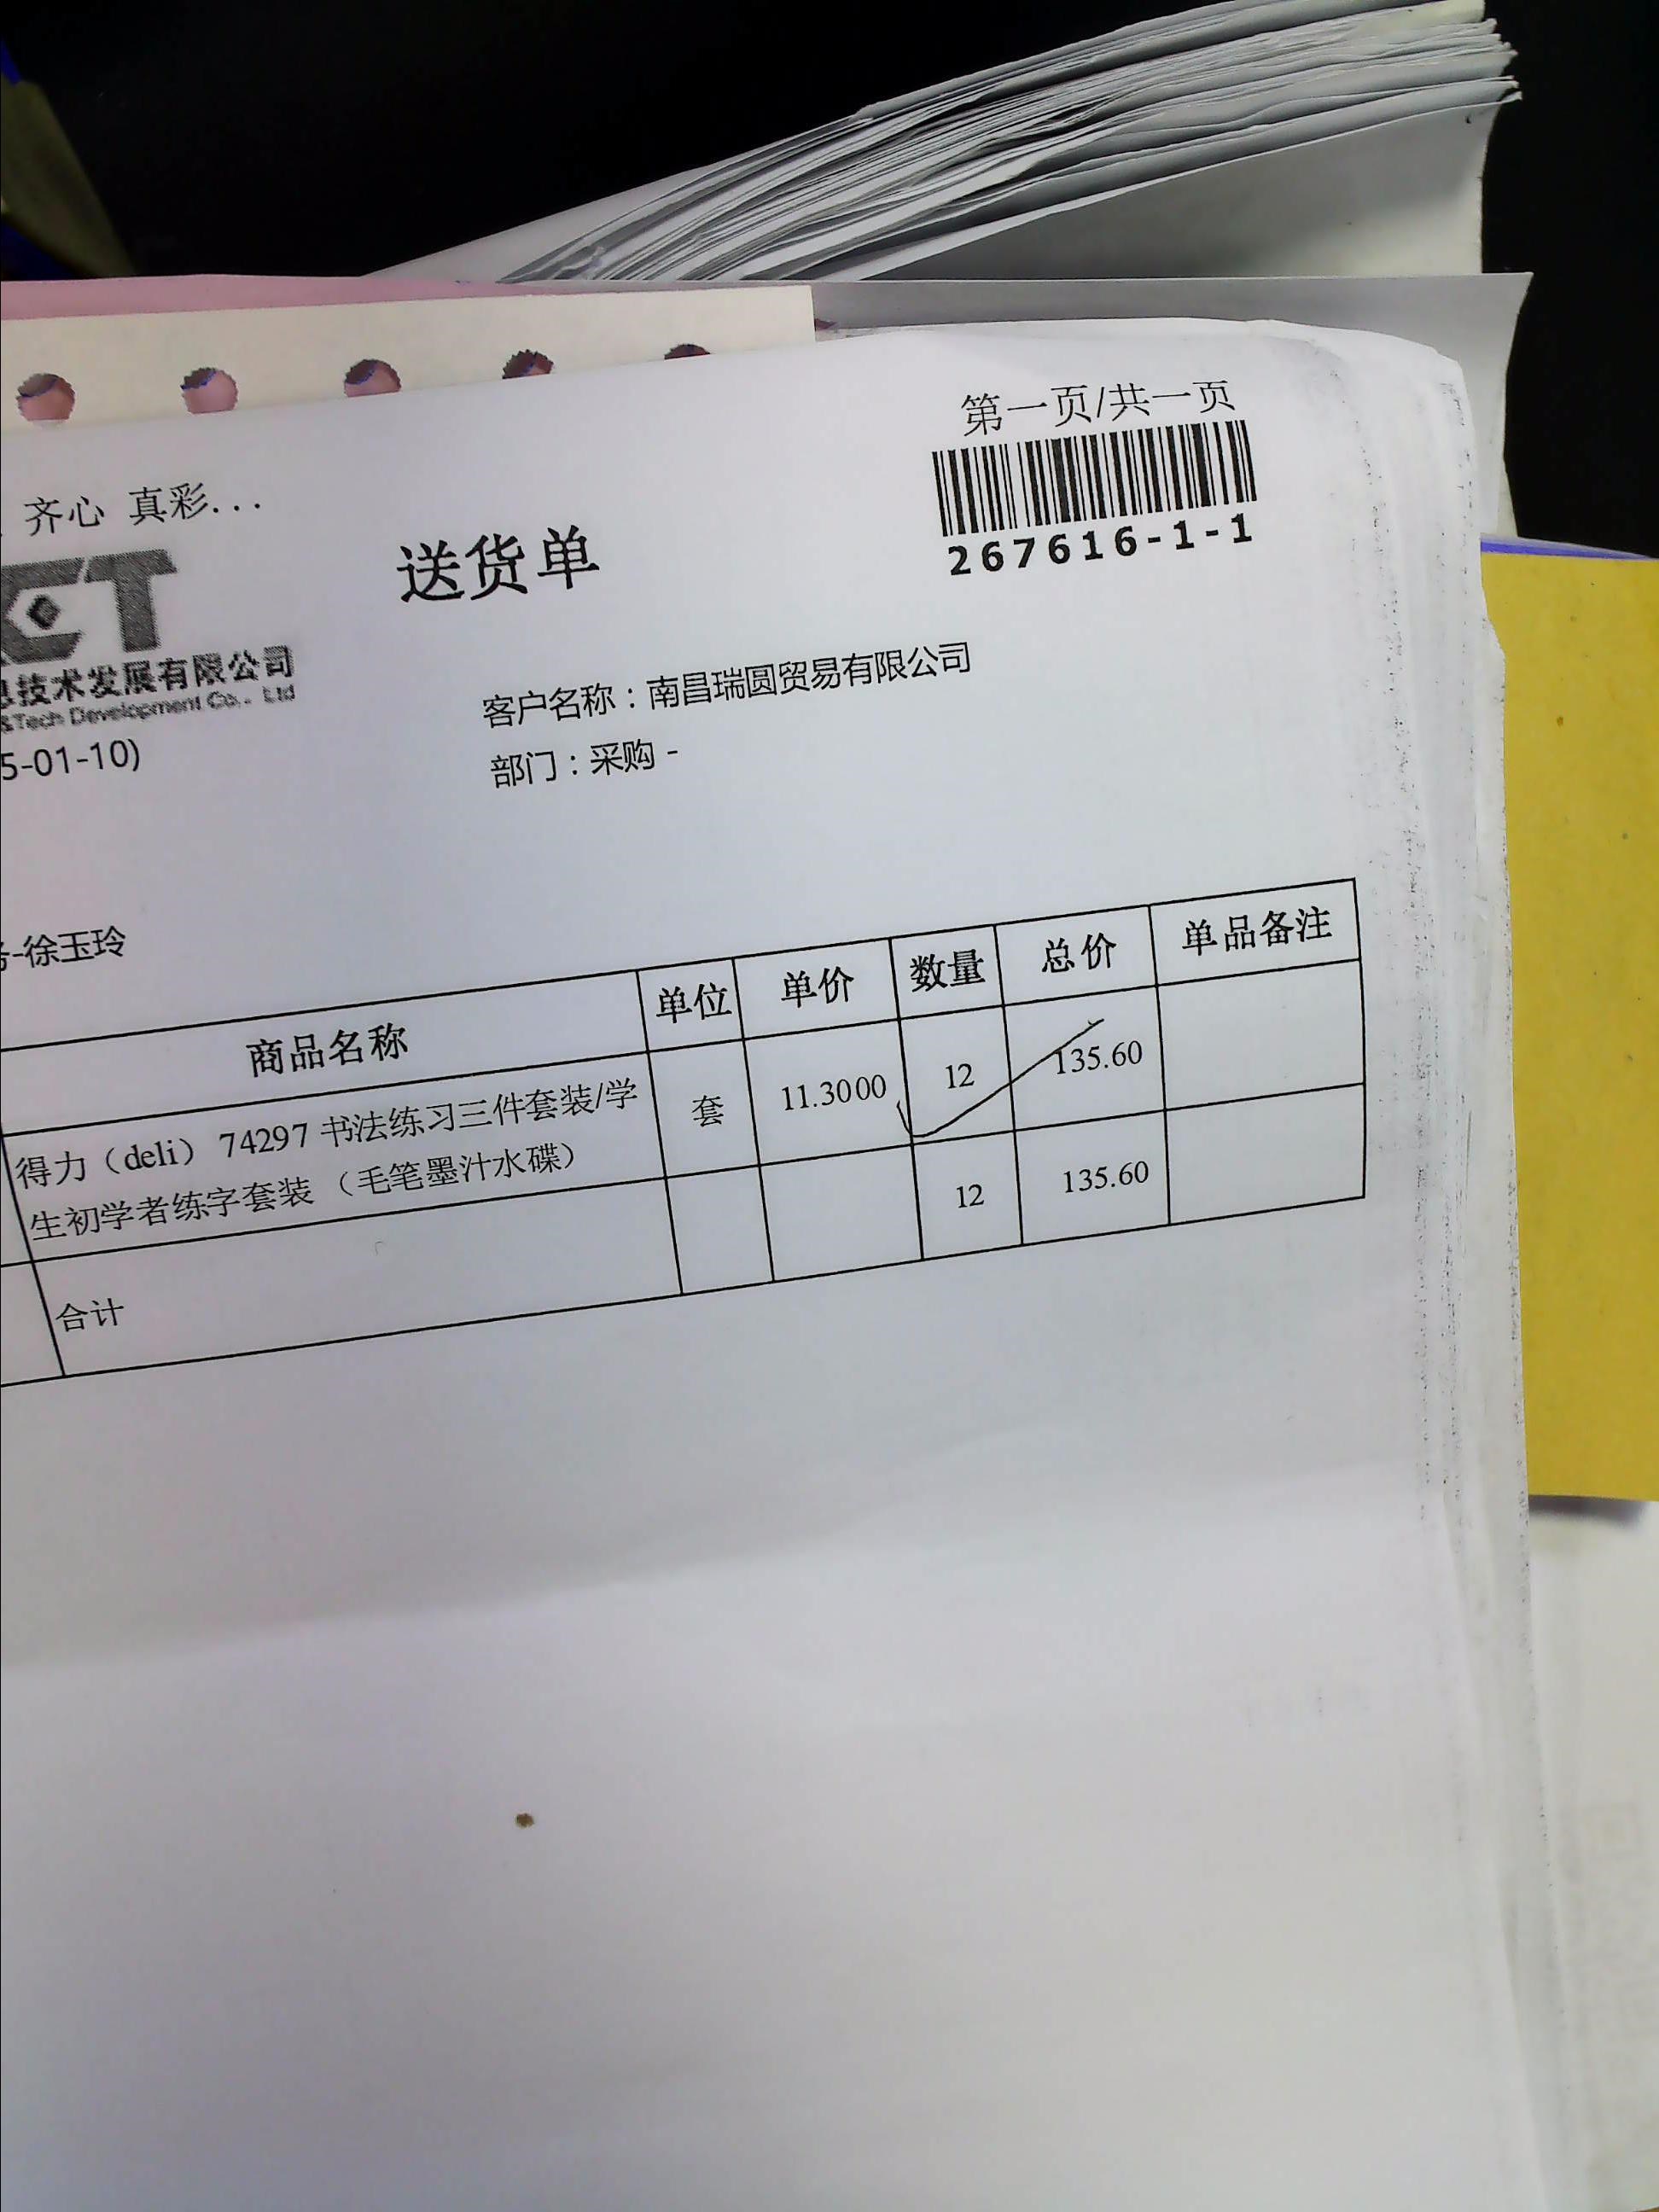 第一页/共一页
齐心 真彩...
267616-1-1
送货单
技术发展有限公司
&Tech Development Co., Ltd
客户名称：南昌瑞圆贸易有限公司
5-01-10)
部门：采购 -
-徐玉玲
商品名称 单位 单价 数量 总价 单品备注
得力（deli） 74297 书法练习三件套装/学
生初学者练字套装 （毛笔墨汁水碟） 套 11.3000 12 135.60
合计 12 135.60